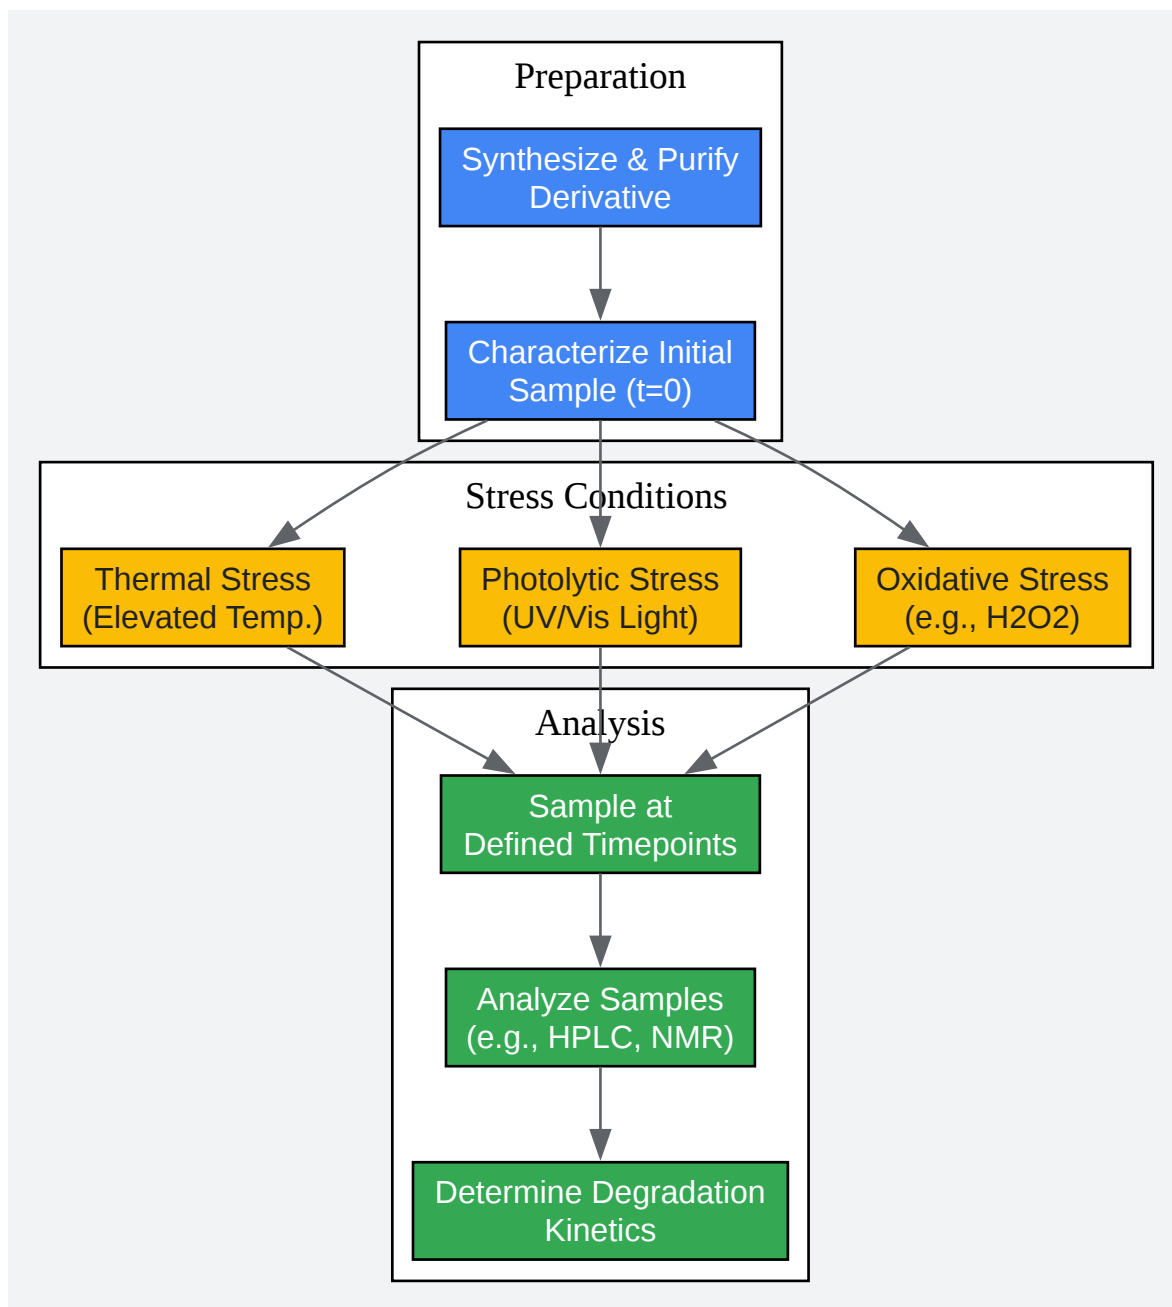 Preparation
Synthesize & Purify
Derivative
Characterize Initial
Sample (t=0)
Stress Conditions
Thermal Stress
(Elevated Temp.)
Photolytic Stress
(UV/Vis Light)
Oxidative Stress
(e.g., H2O2)
Analysis
Sample at
Defined Timepoints
Analyze Samples
(e.g., HPLC, NMR)
Determine Degradation
Kinetics